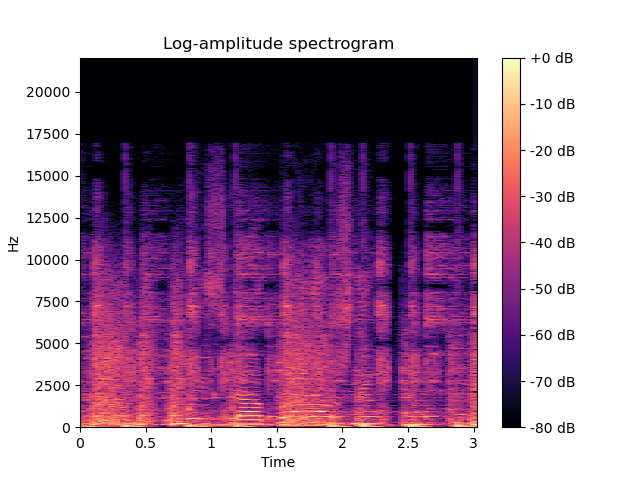 Log-amplitude spectrogram
Hz
20000
17500
15000
12500
10000
7500
5000
2500
0
0 0.5 1 1.5 2 2.5 3
Time
+0 dB
-10 dB
-20 dB
-30 dB
-40 dB
-50 dB
-60 dB
-70 dB
-80 dB